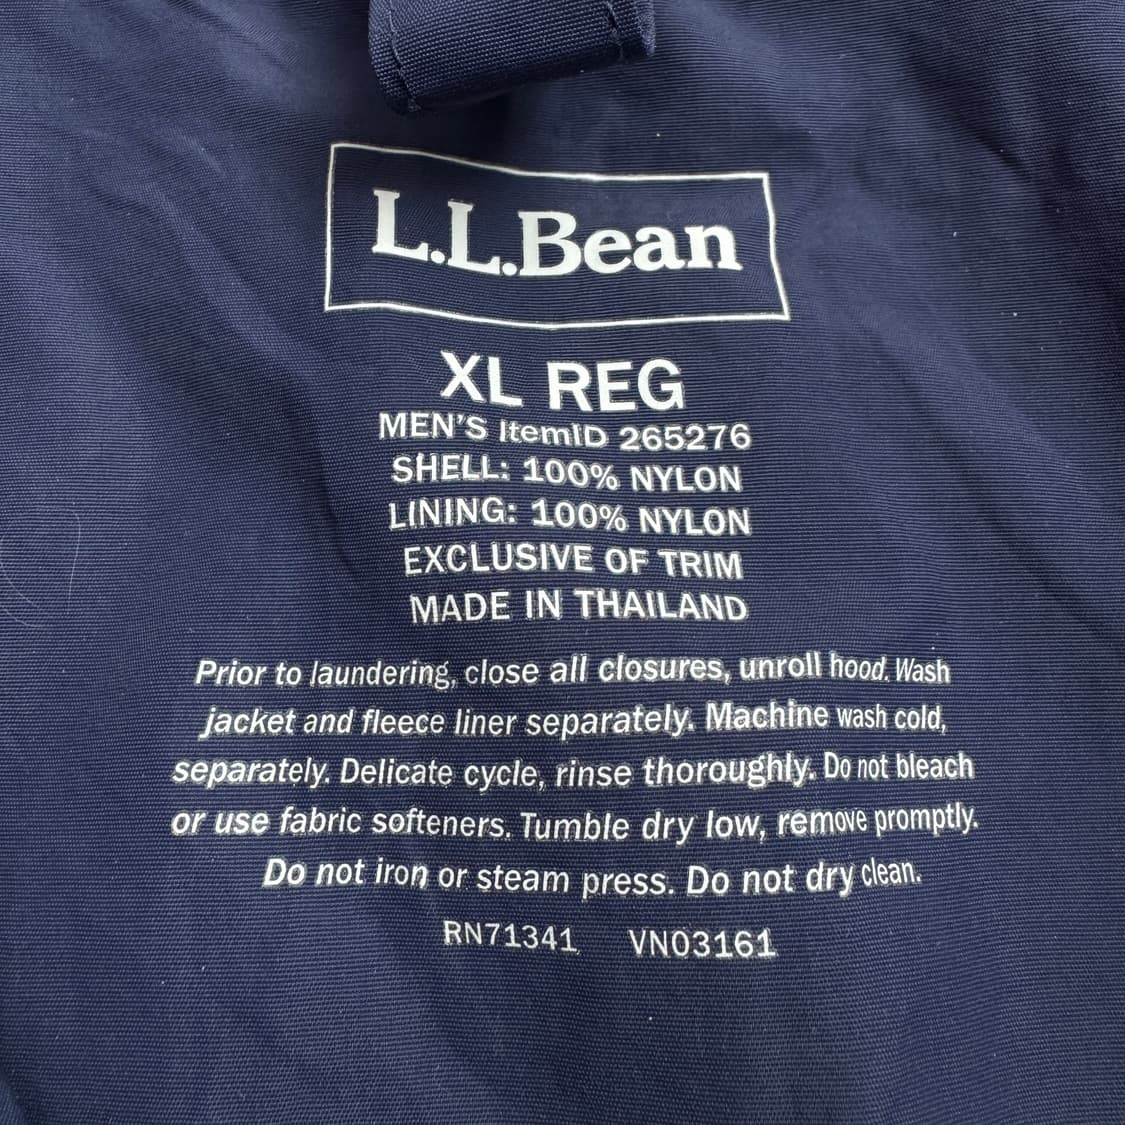 L.L.Bean
XL REG
MEN'S ItemID 265276
SHELL: 100% NYLON
LINING: 100% NYLON
EXCLUSIVE OF TRIM
MADE IN THAILAND
Prior to laundering, close all closures, unroll hood. Wash
jacket and fleece liner separately. Machine wash cold,
separately. Delicate cycle, rinse thoroughly. Do not bleach
or use fabric softeners. Tumble dry low, remove promptly.
Do not iron or steam press. Do not dry clean.
RN71341 VN03161